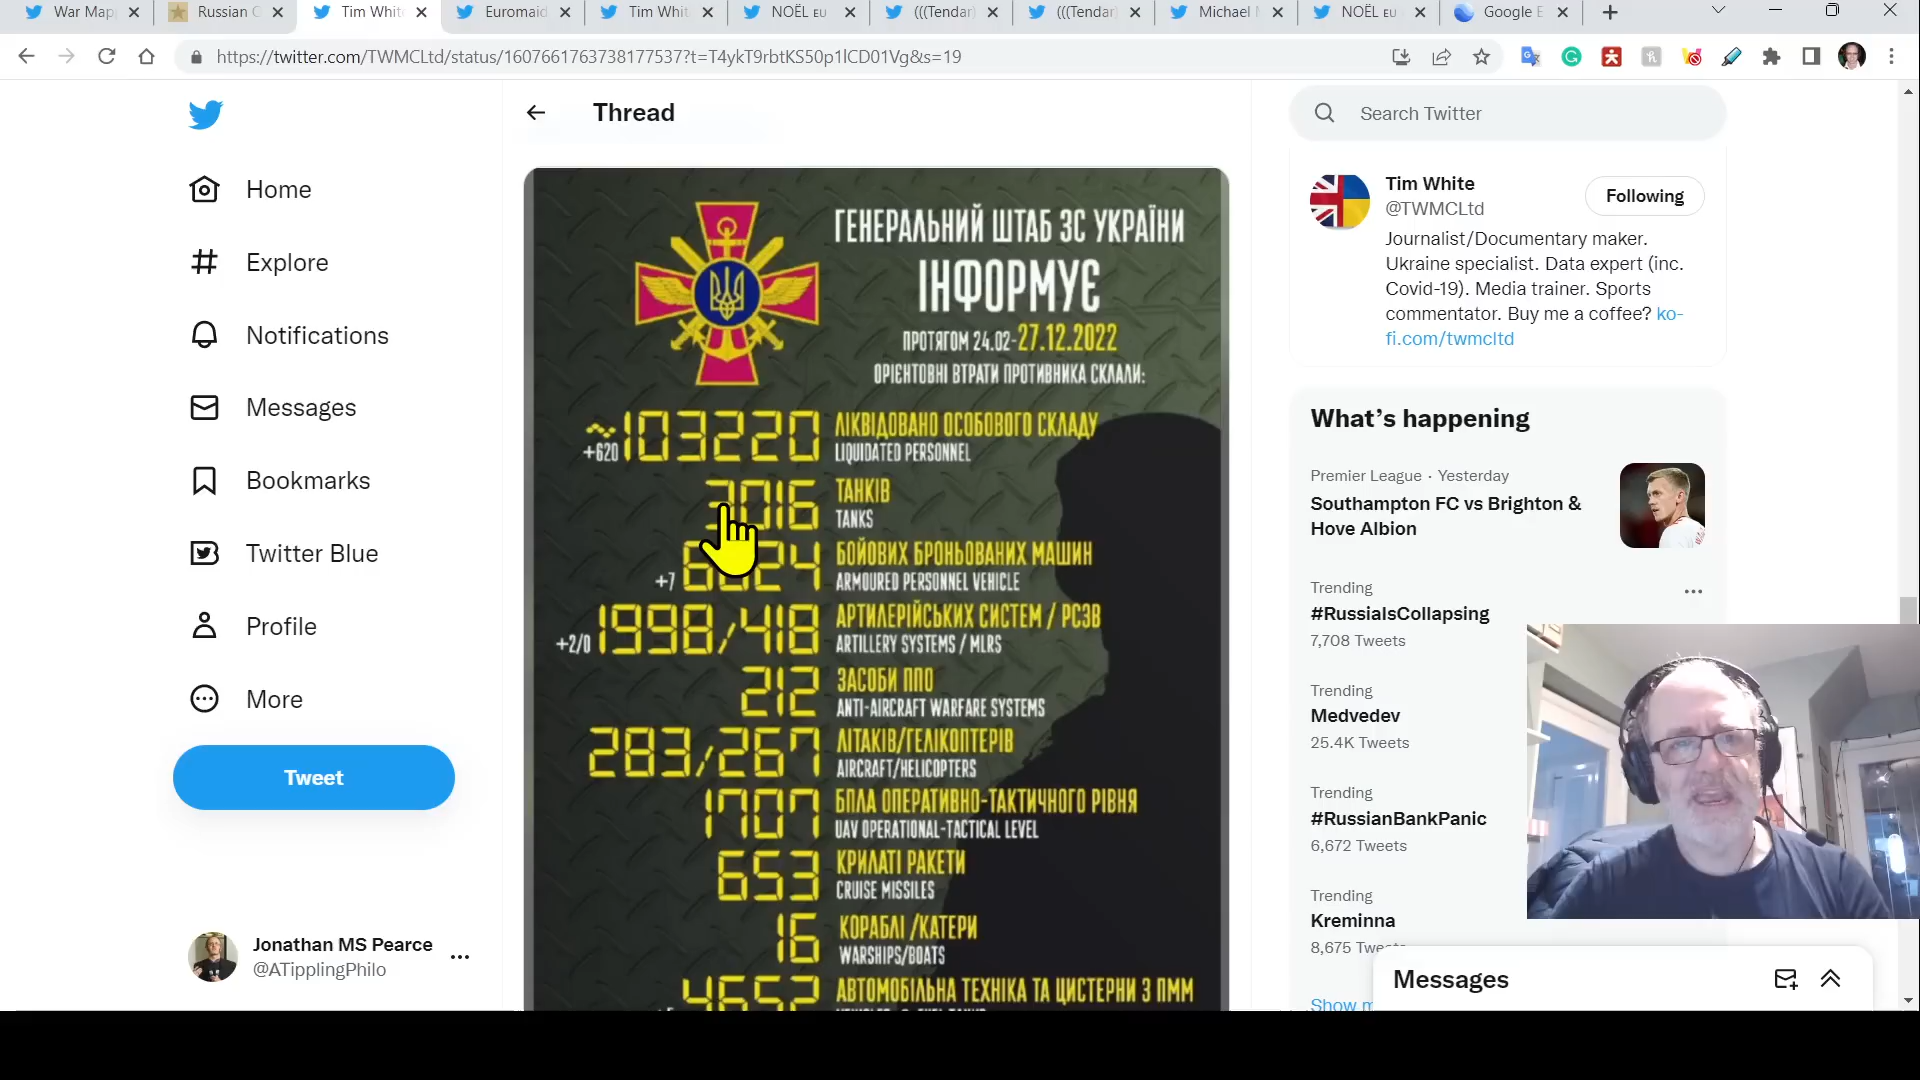 War Map
Russian
Tim White
Euromaid
Tim Whit
NOËL EU
(((Tendar)
(((Tendar)
Michael
NOËL EU
Google E
https://twitter.com/TWMCLtd/status/1607661763738177537?t=T4ykT9rbtKS50p1lCD01Vg&s=19
Home
Explore
Notifications
Messages
Bookmarks
Twitter Blue
Profile
More
Tweet
Jonathan MS Pearce
@ATipplingPhilo
Thread
ГЕНЕРАЛЬНИЙ ШТАБ ЗС УКРАЇНИ
ІНФОРМУЄ
ПРОТЯГОМ 24.02-27.12.2022
ОРІЄНТОВНІ ВТРАТИ ПРОТИВНИКА СКЛАЛИ:
~103220 ЛІКВІДОВАНО ОСОБОВОГО СКЛАДУ
+620 LIQUIDATED PERSONNEL
3016 ТАНКІВ
TANKS
БОЙОВИХ БРОНЬОВАНИХ МАШИН
+7 ARMOURED PERSONNEL VEHICLE
1998/418 АРТИЛЕРІЙСЬКИХ СИСТЕМ / РСЗВ
+2/0 ARTILLERY SYSTEMS / MLRS
212 ЗАСОБИ ППО
ANTI-AIRCRAFT WARFARE SYSTEMS
283/267 ЛІТАКІВ/ГЕЛІКОПТЕРІВ
AIRCRAFT/HELICOPTERS
1707 БПЛА ОПЕРАТИВНО-ТАКТИЧНОГО РІВНЯ
UAV OPERATIONAL-TACTICAL LEVEL
653 КРИЛАТІ РАКЕТИ
CRUISE MISSILES
16 КОРАБЛІ /КАТЕРИ
WARSHIPS/BOATS
4652 АВТОМОБІЛЬНА ТЕХНІКА ТА ЦИСТЕРНИ З ПММ
Search Twitter
Tim White
@TWMCLtd
Following
Journalist/Documentary maker.
Ukraine specialist. Data expert (inc.
Covid-19). Media trainer. Sports
commentator. Buy me a coffee? ko-
fi.com/twmcltd
What's happening
Premier League · Yesterday
Southampton FC vs Brighton &
Hove Albion
Trending
#RussiaIsCollapsing
7,708 Tweets
Trending
Medvedev
25.4K Tweets
Trending
#RussianBankPanic
6,672 Tweets
Trending
Kreminna
8,675 Tweets
Show m
Messages